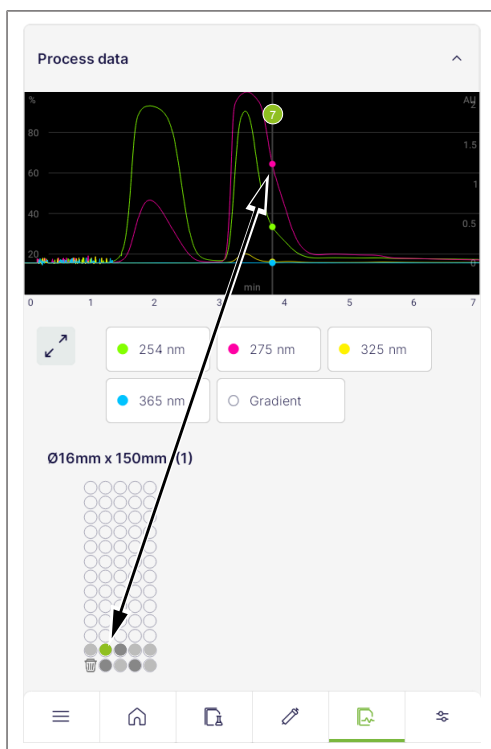 Process data
% AU
7 2
80
1.5
60
1
40
0.5
20
0
min
0 1 2 3 4 5 6 7
254 nm 275 nm 325 nm
365 nm Gradient
Ø16mm x 150mm (1)